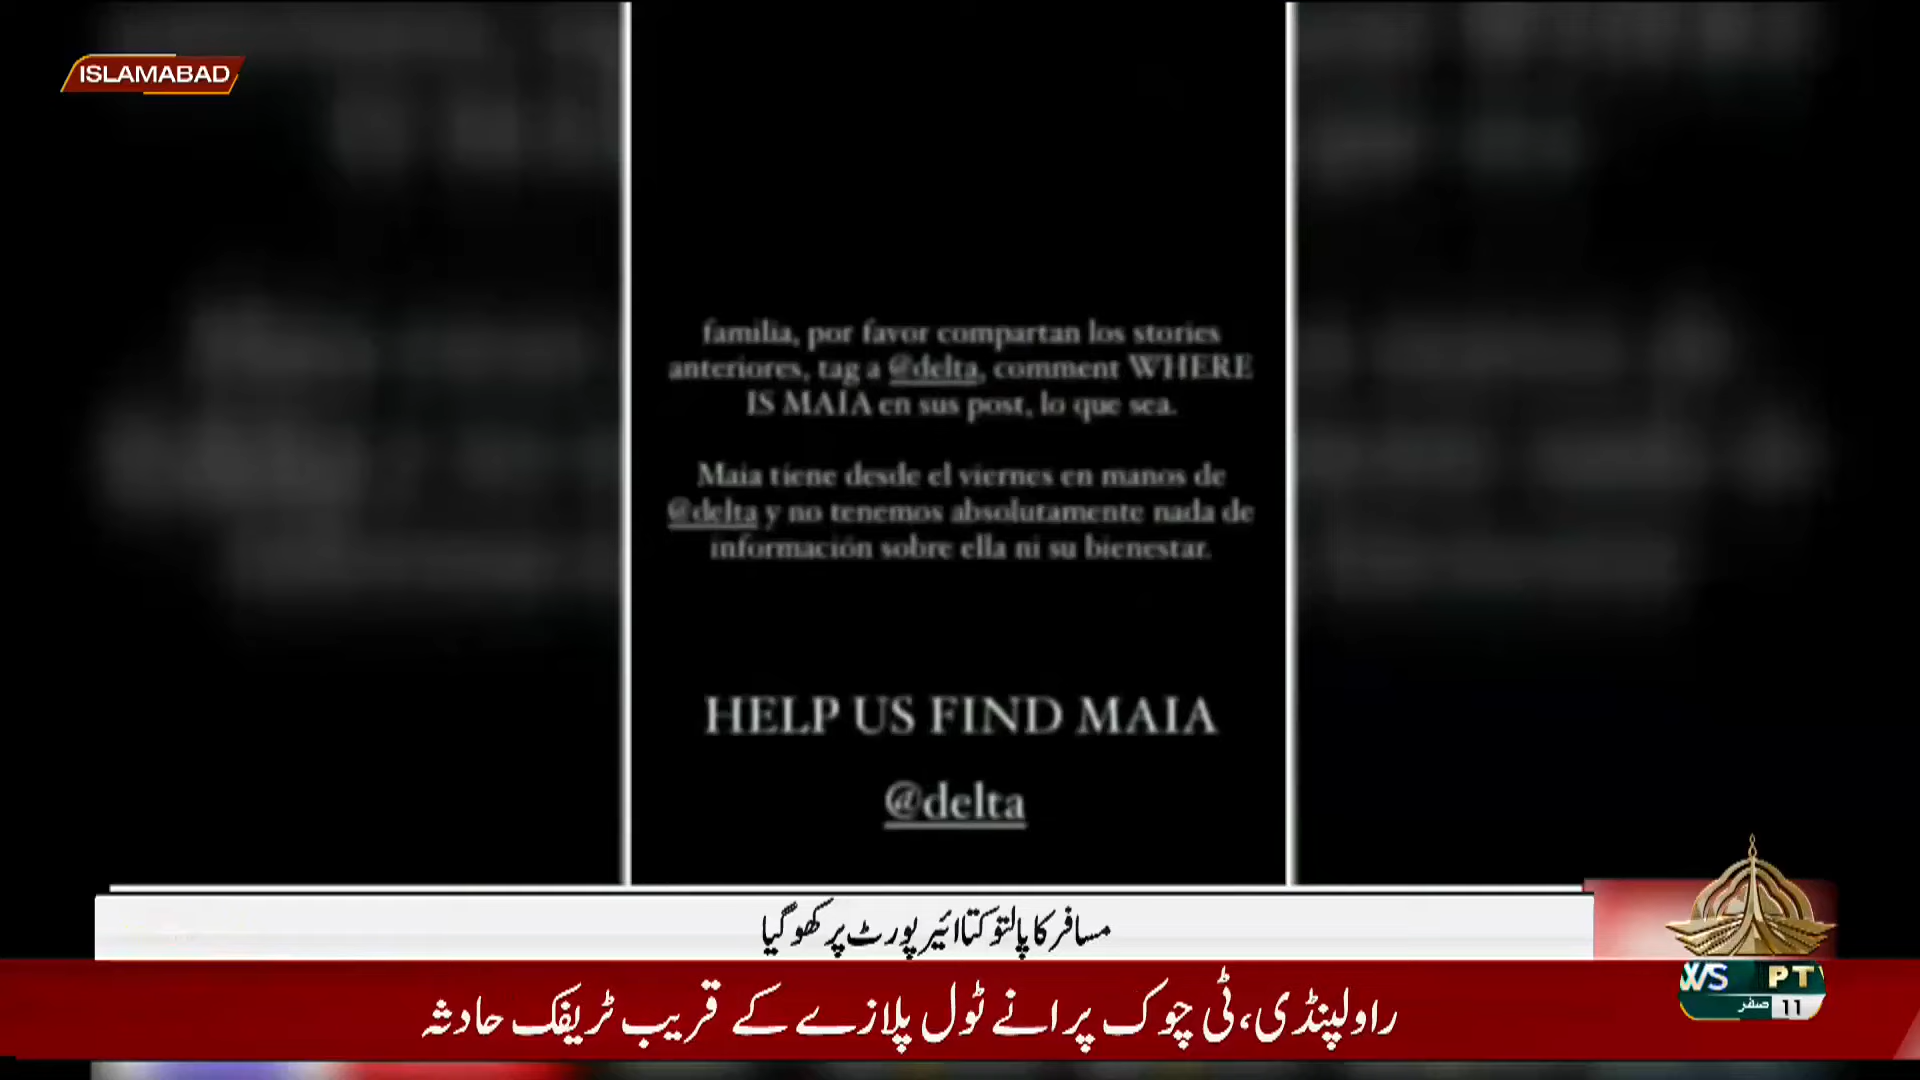 ISLAMABAD
familia, por favor compartan los stories
anteriores, tag a @delta, comment WHERE
IS MAIA en sus post, lo que sea.
Maia tiene desde el viernes en manos de
@delta y no tenemos absolutamente nada de
información sobre ella ni su bienestar.
HELP US FIND MAIA
@delta
مسافر کا پالتو کتا ائیرپورٹ پر کھو گیا
WS PT
11 صفر
راولپنڈی، ٹی چوک پرانے ٹول پلازے کے قریب ٹریفک حادثہ